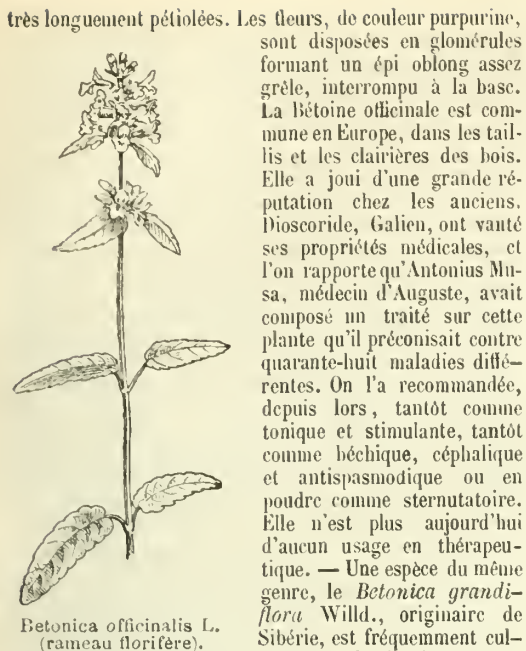 très longuement pétiolées. Les fleurs, de couleur purpurine,
sont disposées en glomérules
formant un épi oblong assez
grêle, interrompu à la base.
La Bétoine officinale est com-
mune en Europe, dans les tail-
lis et les clairières des bois.
Elle a joui d'une grande ré-
putation chez les anciens.
Dioscoride, Galien, ont vanté
ses propriétés médicales, et
l'on rapporte qu'Antonius Mu-
sa, médecin d'Auguste, avait
composé un traité sur cette
plante qu'il préconisait contre
quarante-huit maladies diffé-
rentes. On l'a recommandée,
depuis lors, tantôt comme
tonique et stimulante, tantôt
comme béchique, céphalique
et antispasmodique ou en
poudre comme sternutatoire.
Elle n'est plus aujourd'hui
d'aucun usage en thérapeu-
tique. — Une espèce du même
genre, le Betonica grandi-
flora Willd., originaire de
Sibérie, est fréquemment cul-
Betonica officinalis L.
(rameau florifère).